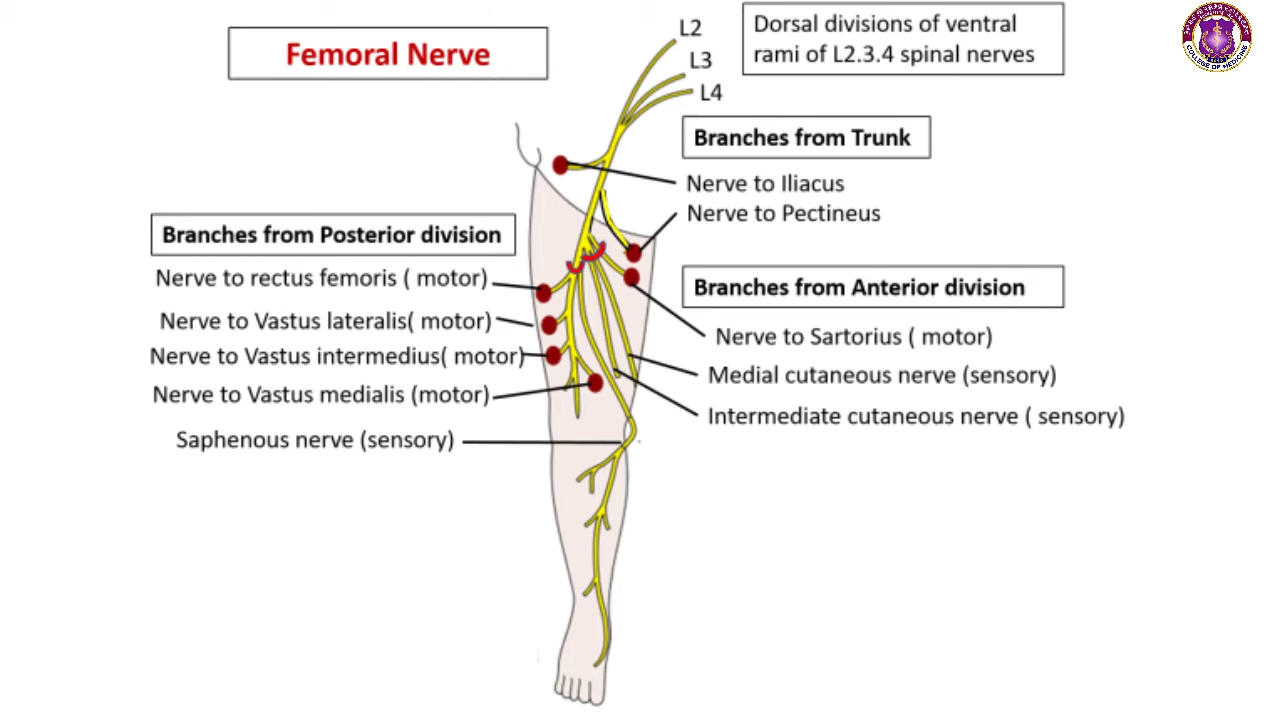 Femoral Nerve
L2
L3
L4
Dorsal divisions of ventral
rami of L2.3.4 spinal nerves
Branches from Trunk
Nerve to Iliacus
Nerve to Pectineus
Branches from Posterior division
Nerve to rectus femoris ( motor)
Nerve to Vastus lateralis( motor)
Nerve to Vastus intermedius( motor)
Nerve to Vastus medialis (motor)
Saphenous nerve (sensory)
Branches from Anterior division
Nerve to Sartorius ( motor)
Medial cutaneous nerve (sensory)
Intermediate cutaneous nerve ( sensory)
COLLEGE OF MEDICINE